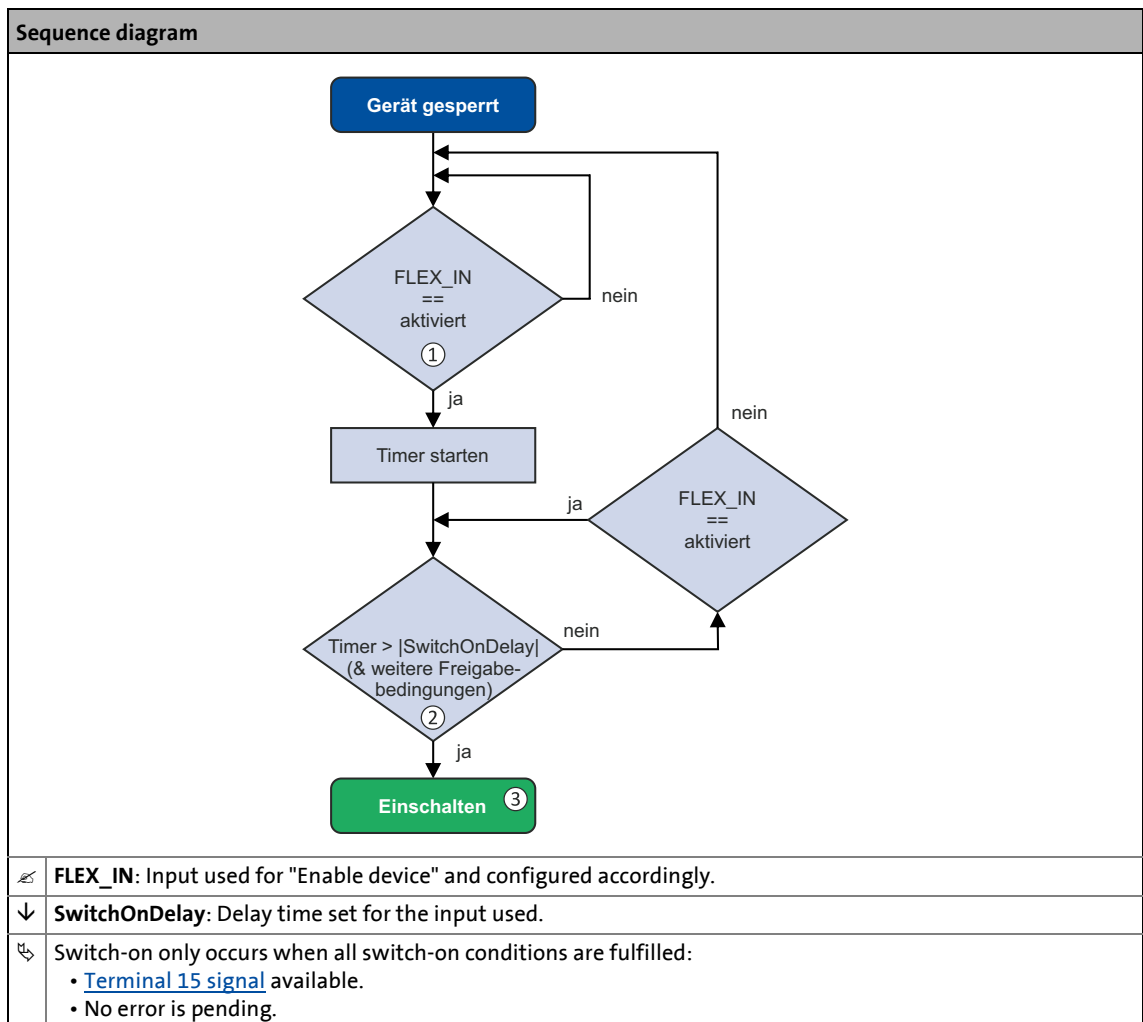 Sequence diagram
Gerät gesperrt
FLEX_IN
==
aktiviert
①
nein
ja
Timer starten
nein
FLEX_IN
==
aktiviert
ja
Timer > |SwitchOnDelay|
(& weitere Freigabe-
bedingungen)
②
nein
ja
Einschalten ③
FLEX_IN: Input used for "Enable device" and configured accordingly.
SwitchOnDelay: Delay time set for the input used.
Switch-on only occurs when all switch-on conditions are fulfilled:
• Terminal 15 signal available.
• No error is pending.